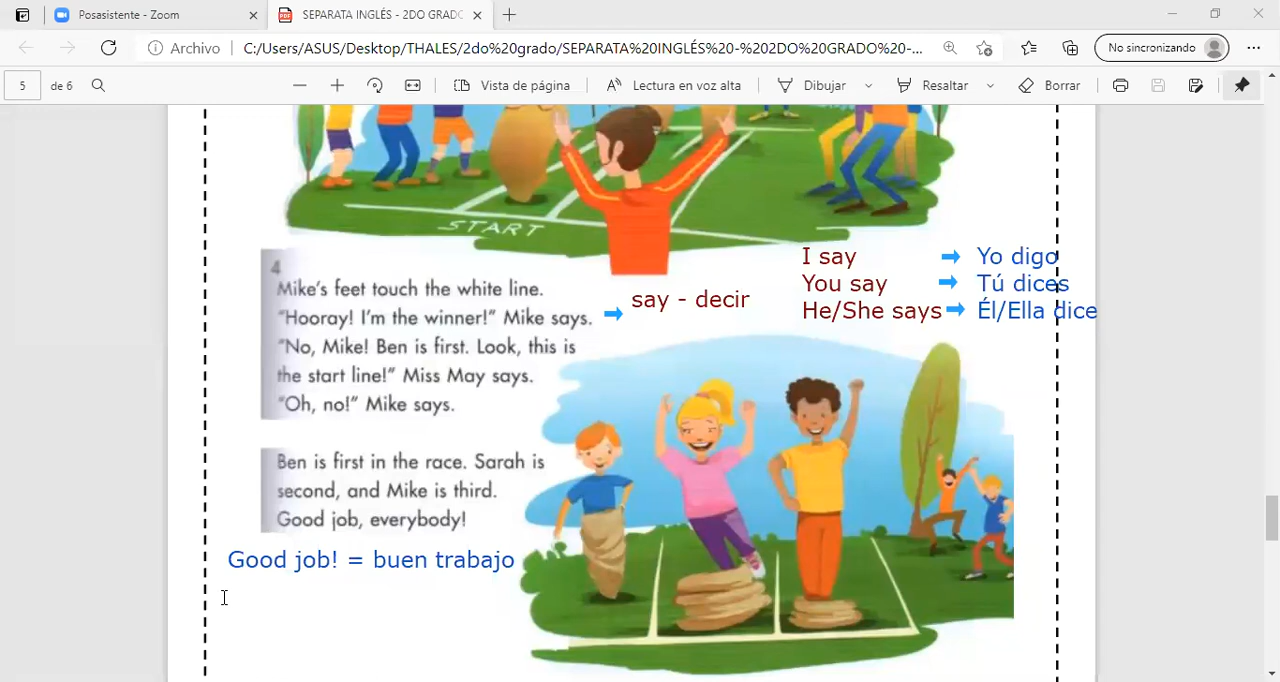 Posasistente - Zoom
SEPARATA INGLÉS - 2DO GRADO
Archivo
C:/Users/ASUS/Desktop/THALES/2do%20grado/SEPARATA%20INGLÉS%20-%202DO%20GRADO%20-...
No sincronizando
5 de 6
Vista de página
Lectura en voz alta
Dibujar
Resaltar
Borrar
START
4
Mike's feet touch the white line.
"Hooray! I'm the winner!" Mike says.
"No, Mike! Ben is first. Look, this is
the start line!" Miss May says.
"Oh, no!" Mike says.
say - decir
I say ➡ Yo digo
You say ➡ Tú dices
He/She says ➡ Él/Ella dice
Ben is first in the race. Sarah is
second, and Mike is third.
Good job, everybody!
Good job! = buen trabajo